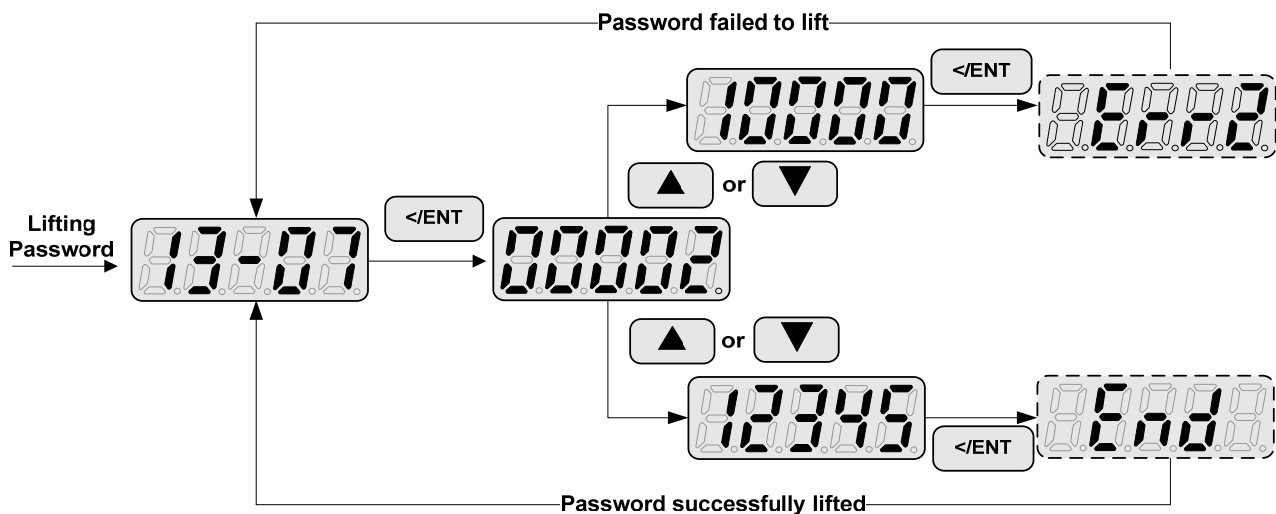 Password failed to lift
10000
</ENT
Err2
or
Lifting
Password
13-07
</ENT
00002
or
12345
</ENT
End
Password successfully lifted